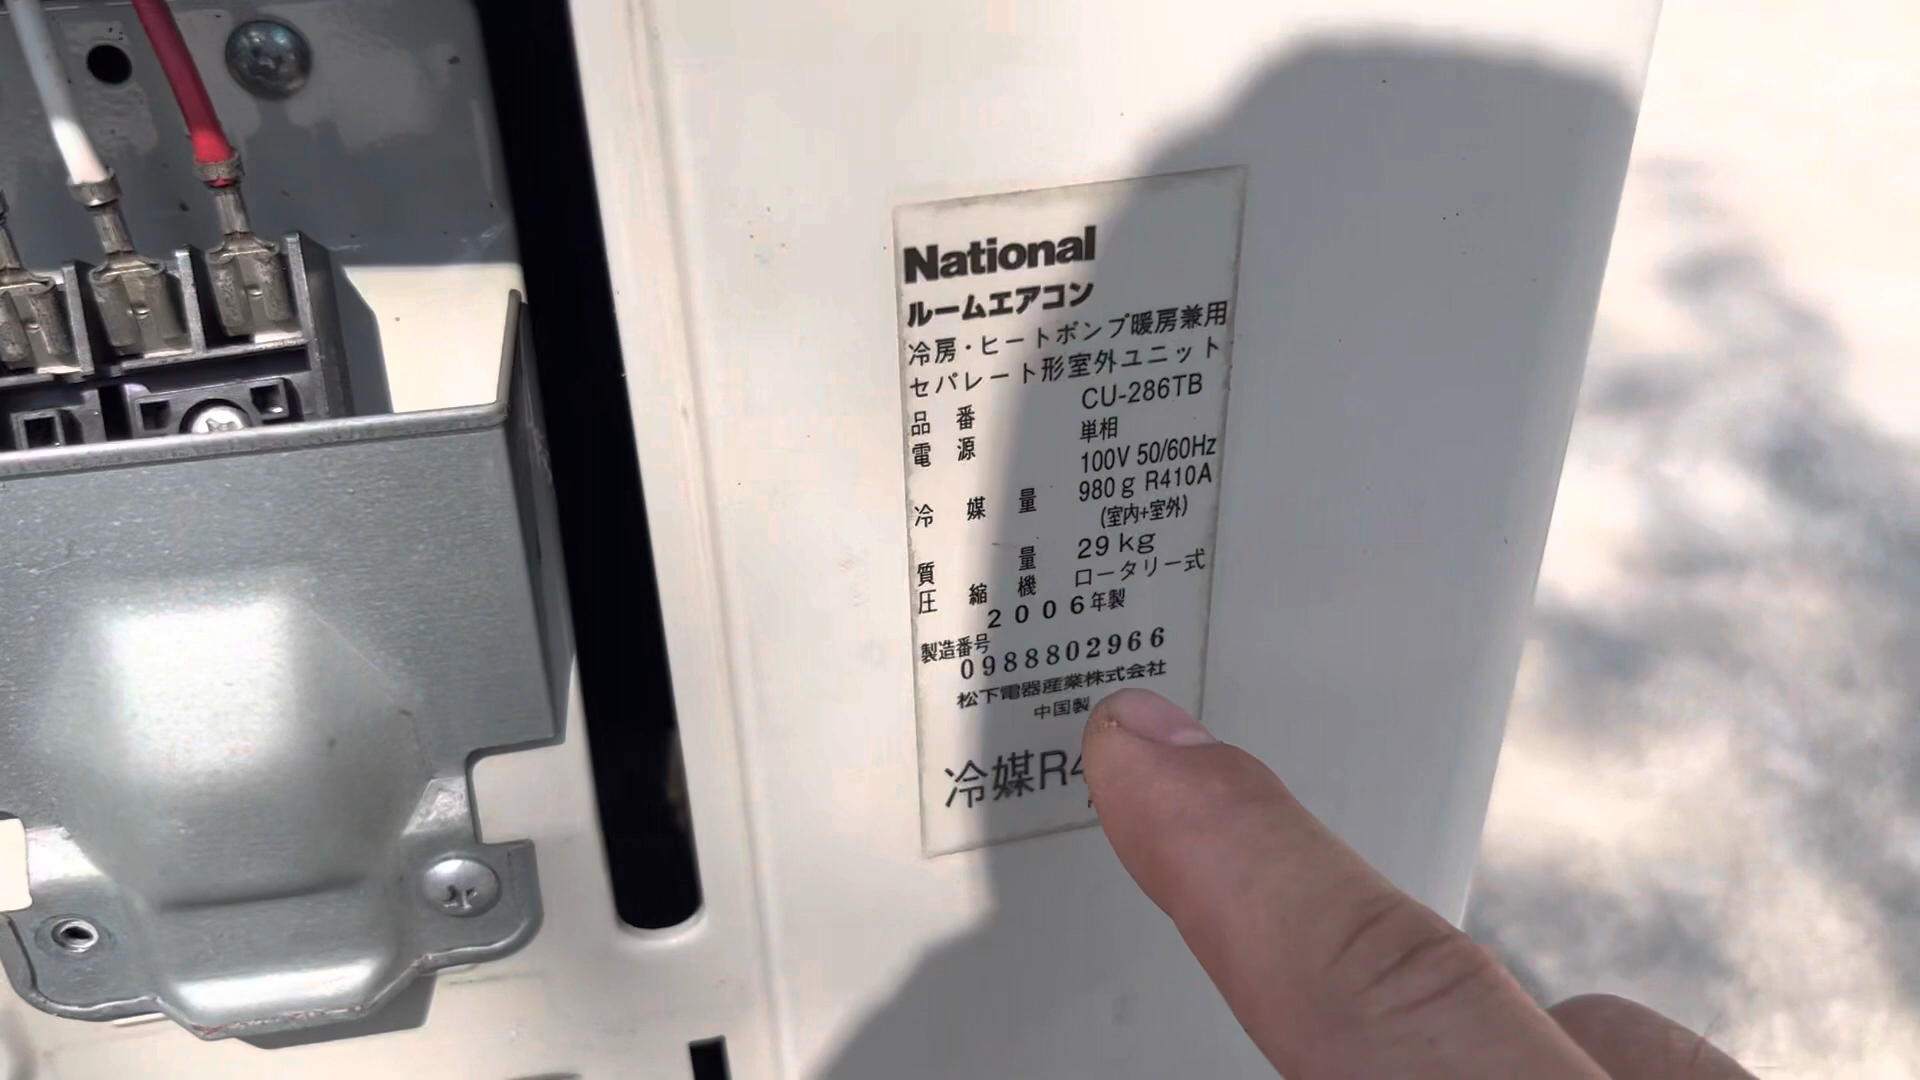 National
ルームエアコン
冷房・ヒートポンプ暖房兼用
セパレート形室外ユニット
品番 CU-286TB
電源 単相
100V 50/60Hz
冷媒量 980g R410A
(室内+室外)
質量 29kg
圧縮機 ロータリー式
2006年製
製造番号
0988802966
松下電器産業株式会社
中国製
冷媒R4